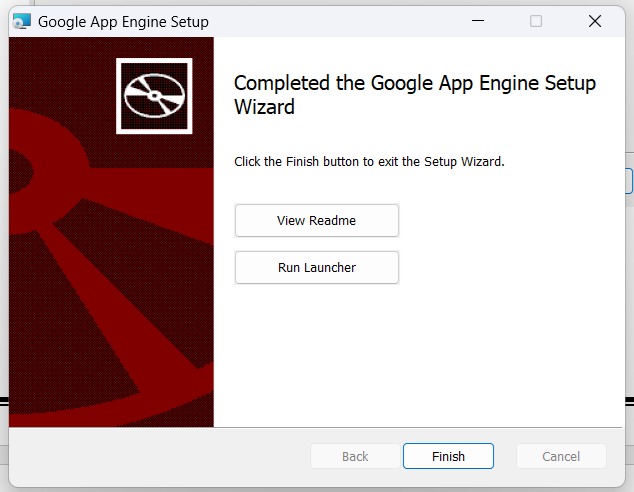 Google App Engine Setup
Completed the Google App Engine Setup
Wizard
Click the Finish button to exit the Setup Wizard.
View Readme
Run Launcher
Back
Finish
Cancel